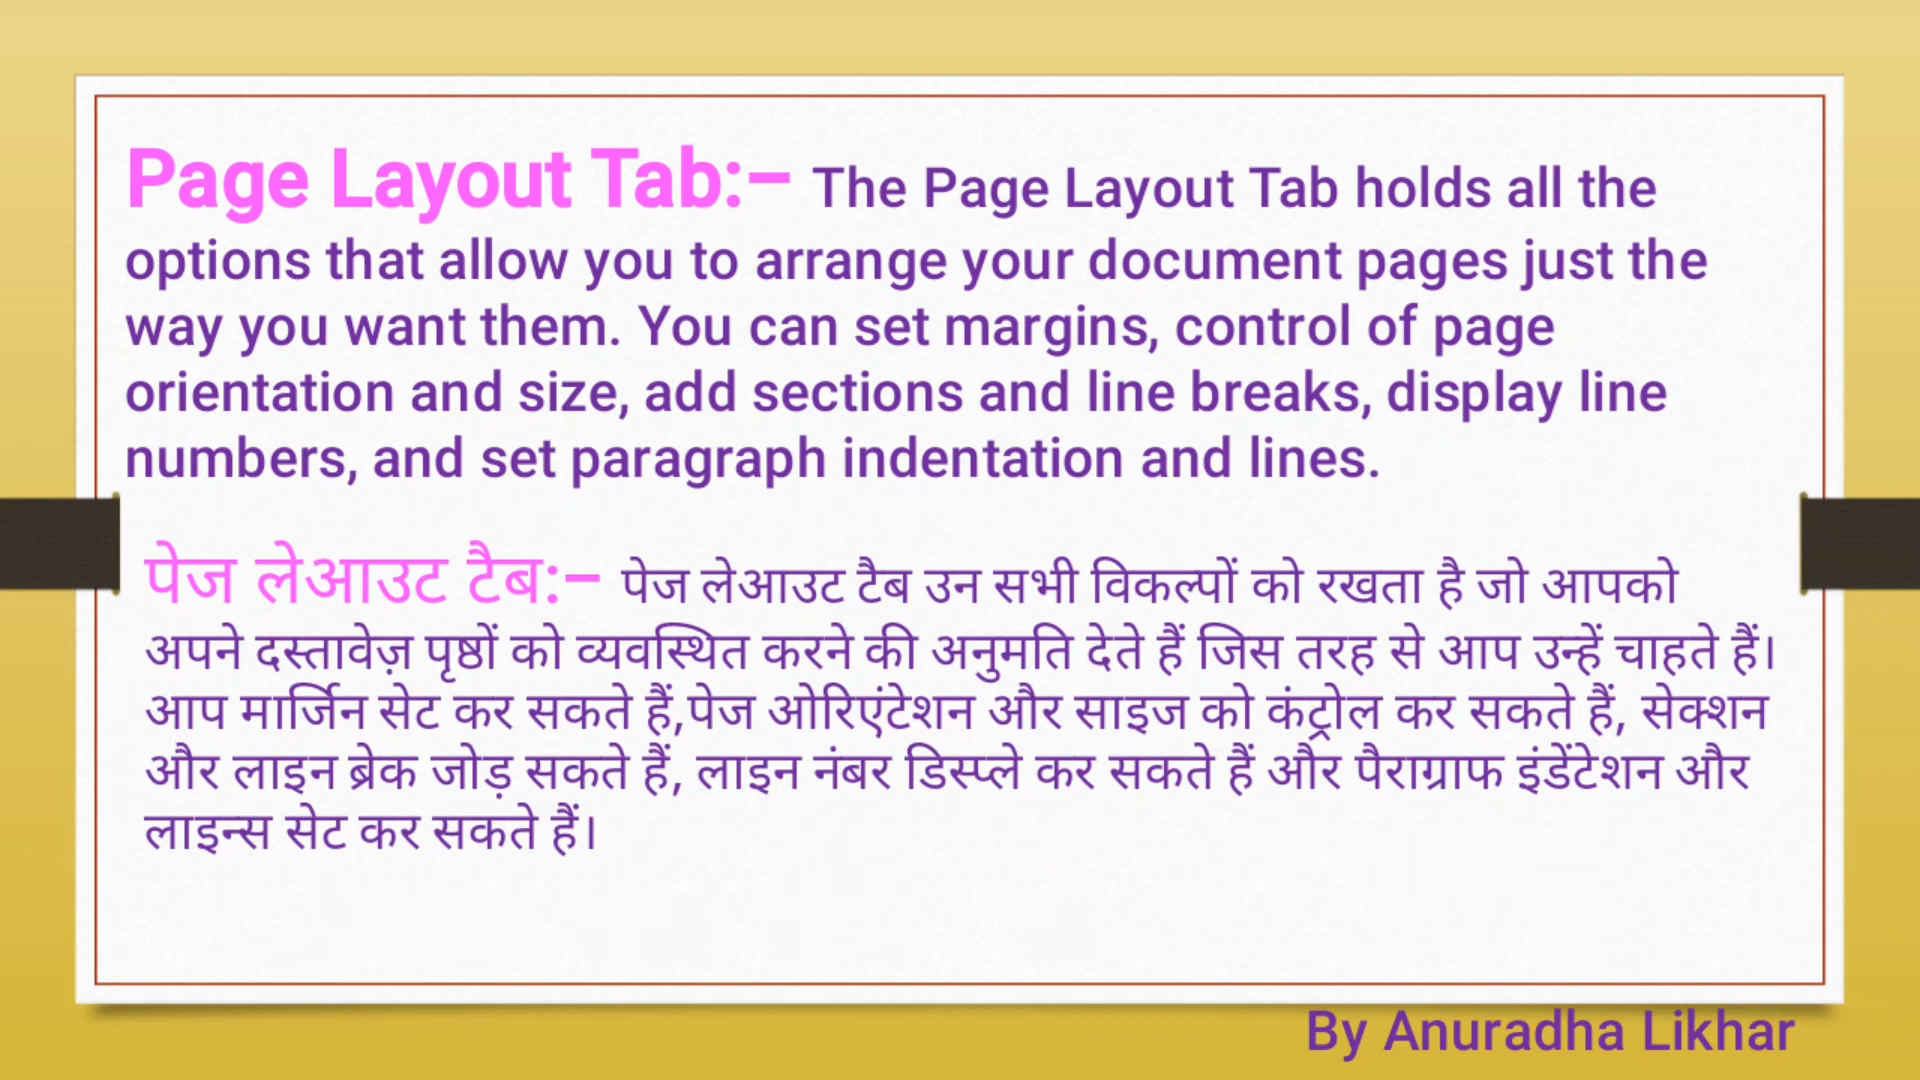 Page Layout Tab:– The Page Layout Tab holds all the
options that allow you to arrange your document pages just the
way you want them. You can set margins, control of page
orientation and size, add sections and line breaks, display line
numbers, and set paragraph indentation and lines.
पेज लेआउट टैब:– पेज लेआउट टैब उन सभी विकल्पों को रखता है जो आपको
अपने दस्तावेज़ पृष्ठों को व्यवस्थित करने की अनुमति देते हैं जिस तरह से आप उन्हें चाहते हैं।
आप मार्जिन सेट कर सकते हैं,पेज ओरिएंटेशन और साइज को कंट्रोल कर सकते हैं, सेक्शन
और लाइन ब्रेक जोड़ सकते हैं, लाइन नंबर डिस्प्ले कर सकते हैं और पैराग्राफ इंडेंटेशन और
लाइन्स सेट कर सकते हैं।
By Anuradha Likhar